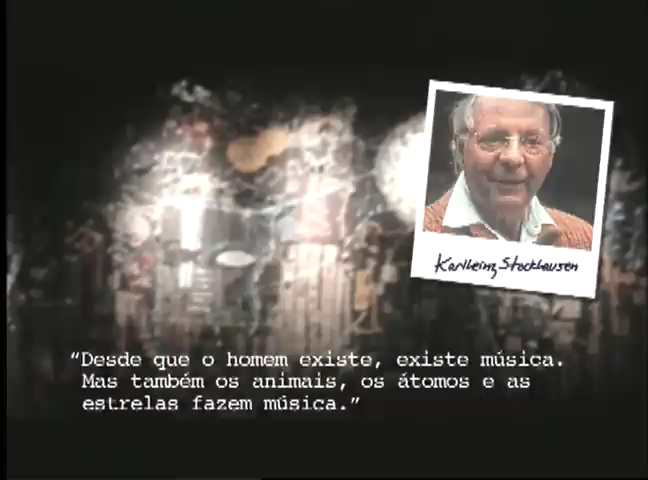 Karlheinz Stockhausen
“Desde que o homem existe, existe música.
Mas também os animais, os átomos e as
estrelas fazem música.”